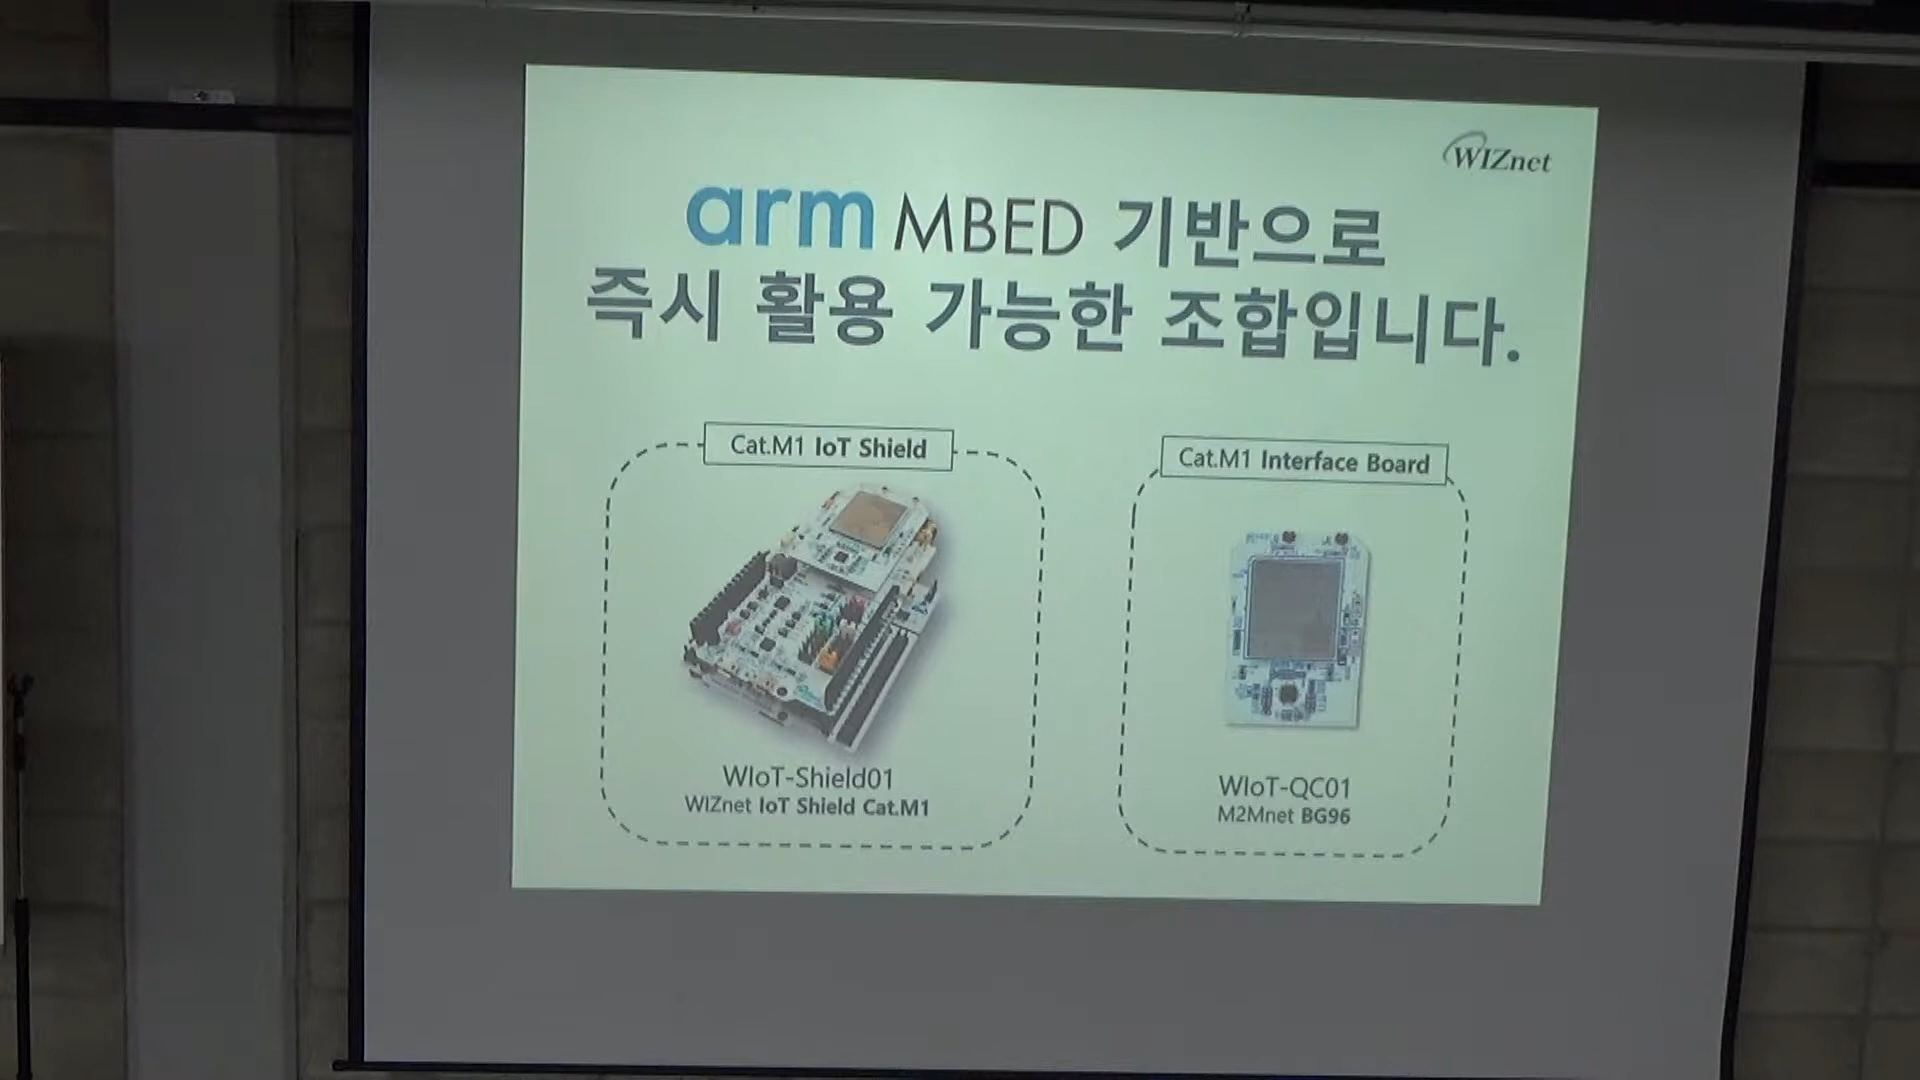 WIZnet
arm MBED 기반으로
즉시 활용 가능한 조합입니다.
Cat.M1 IoT Shield
Cat.M1 Interface Board
WIoT-Shield01
WIZnet IoT Shield Cat.M1
WIoT-QC01
M2Mnet BG96